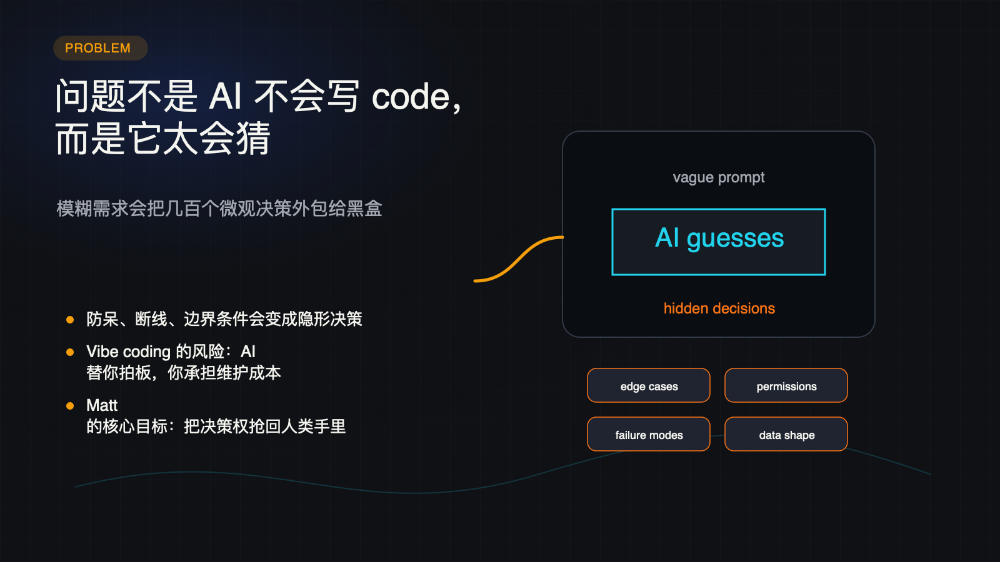 PROBLEM
问题不是 AI 不会写 code，
而是它太会猜
模糊需求会把几百个微观决策外包给黑盒
防呆、断线、边界条件会变成隐形决策
Vibe coding 的风险：AI
替你拍板，你承担维护成本
Matt
的核心目标：把决策权抢回人类手里
vague prompt
AI guesses
hidden decisions
edge cases
permissions
failure modes
data shape